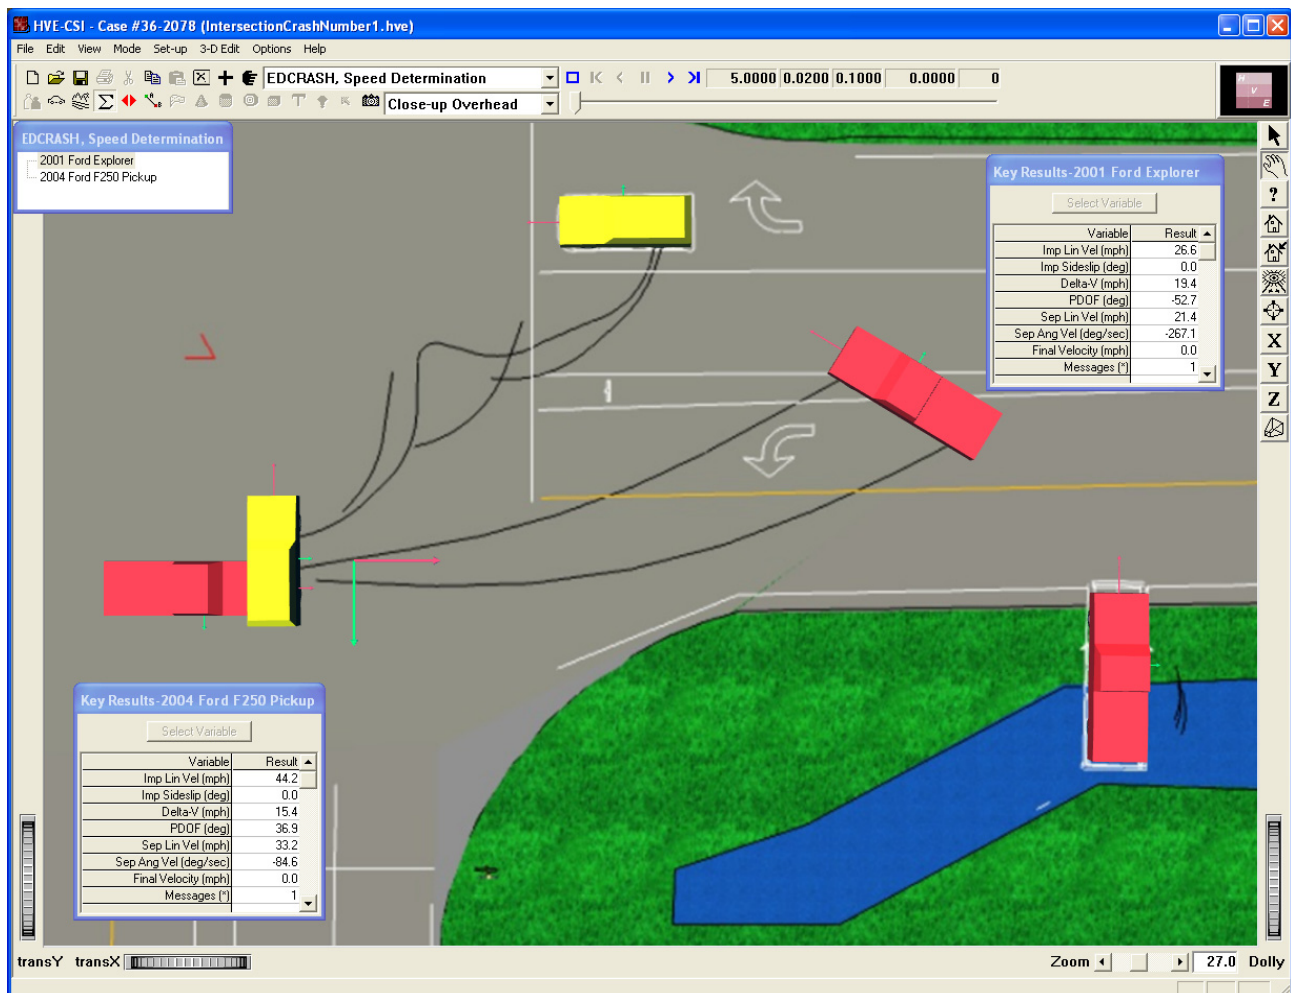 HVE-CSI - Case #36-2078 (IntersectionCrashNumber1.hve)
File Edit View Mode Set-up 3-D Edit Options Help
EDCRASH, Speed Determination 5.0000 0.0200 0.1000 0.0000 0
Close-up Overhead
H
V
E
EDCRASH, Speed Determination
2001 Ford Explorer
2004 Ford F250 Pickup
Key Results-2001 Ford Explorer
Select Variable
Variable Result
Imp Lin Vel (mph) 26.6
Imp Sideslip (deg) 0.0
Delta-V (mph) 19.4
PDOF (deg) -52.7
Sep Lin Vel (mph) 21.4
Sep Ang Vel (deg/sec) -267.1
Final Velocity (mph) 0.0
Messages (*) 1
?
X
Y
Z
Key Results-2004 Ford F250 Pickup
Select Variable
Variable Result
Imp Lin Vel (mph) 44.2
Imp Sideslip (deg) 0.0
Delta-V (mph) 15.4
PDOF (deg) 36.9
Sep Lin Vel (mph) 33.2
Sep Ang Vel (deg/sec) -84.6
Final Velocity (mph) 0.0
Messages (*) 1
transY transX Zoom 27.0 Dolly